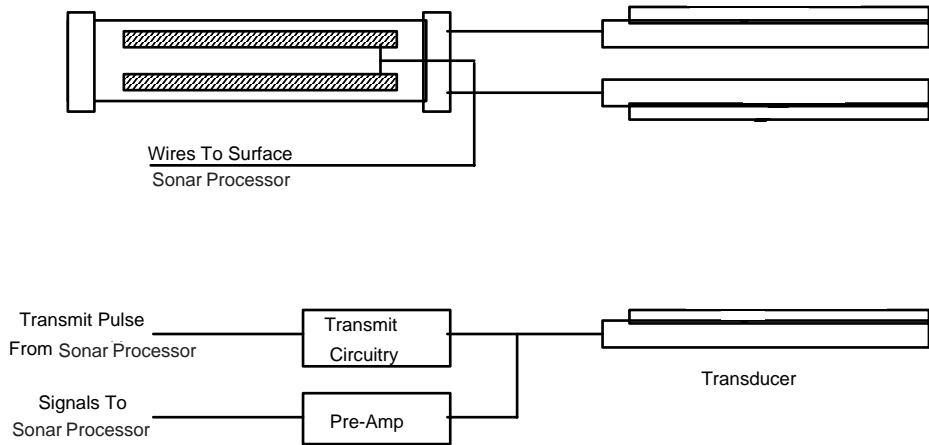 Wires To Surface
Sonar Processor
Transmit Pulse
From Sonar Processor
Transmit
Circuitry
Transducer
Signals To
Sonar Processor
Pre-Amp